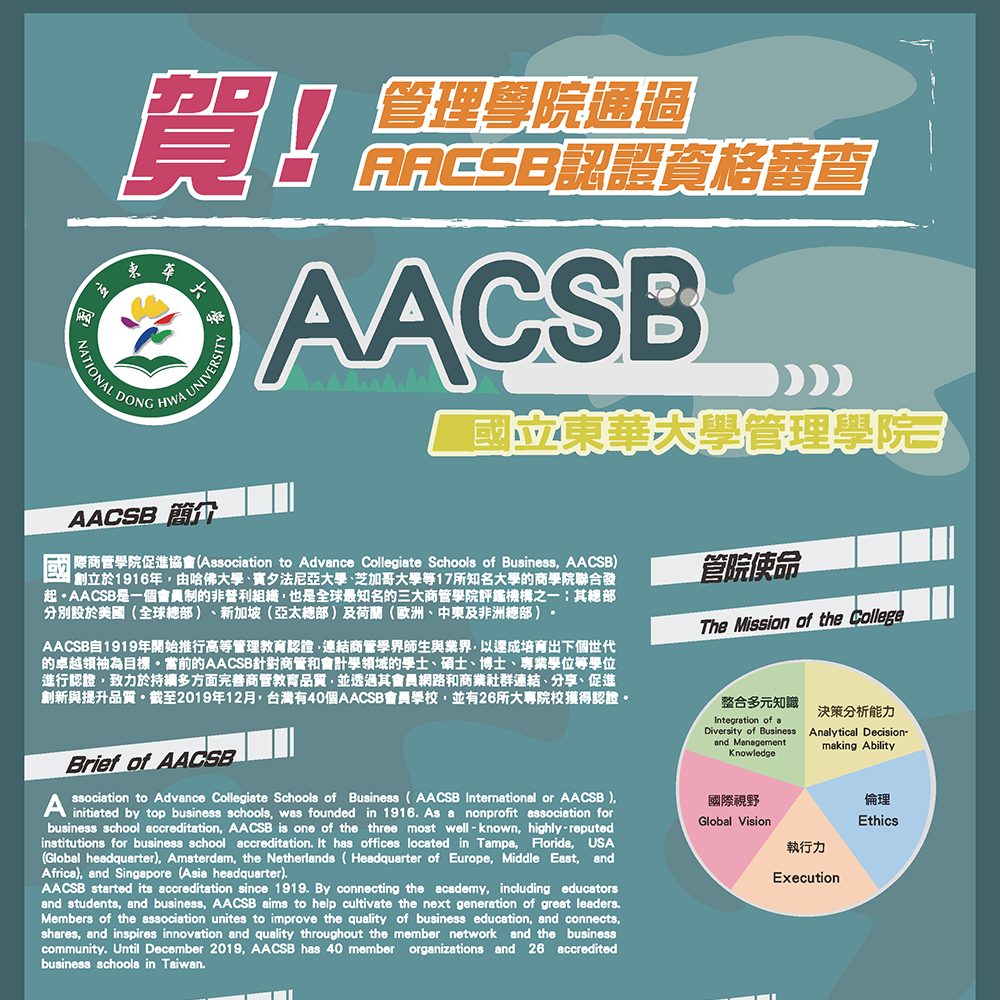 賀!
管理學院通過
AACSB認證資格審查
國立東華大學
NATIONAL DONG HWA UNIVERSITY
AACSB
國立東華大學管理學院
AACSB 簡介
國際商管學院促進協會(Association to Advance Collegiate Schools of Business, AACSB)
創立於1916年，由哈佛大學、賓夕法尼亞大學、芝加哥大學等17所知名大學的商學院聯合發
起。AACSB是一個會員制的非營利組織，也是全球最知名的三大商管學院評鑑機構之一；其總部
分別設於美國（全球總部）、新加坡（亞太總部）及荷蘭（歐洲、中東及非洲總部）。
AACSB自1919年開始推行高等管理教育認證，連結商管學界師生與業界，以達成培育出下個世代
的卓越領袖為目標。當前的AACSB針對商管和會計學領域的學士、碩士、博士、專業學位等學位
進行認證，致力於持續多方面完善商管教育品質，並透過其會員網路和商業社群連結、分享、促進
創新與提升品質。截至2019年12月，台灣有40個AACSB會員學校，並有26所大專院校獲得認證。
Brief of AACSB
Association to Advance Collegiate Schools of Business ( AACSB International or AACSB ),
initiated by top business schools, was founded in 1916. As a nonprofit association for
business school accreditation, AACSB is one of the three most well-known, highly-reputed
institutions for business school accreditation. It has offices located in Tampa, Florida, USA
(Global headquarter), Amsterdam, the Netherlands ( Headquarter of Europe, Middle East, and
Africa), and Singapore (Asia headquarter).
AACSB started its accreditation since 1919. By connecting the academy, including educators
and students, and business, AACSB aims to help cultivate the next generation of great leaders.
Members of the association unites to improve the quality of business education, and connects,
shares, and inspires innovation and quality throughout the member network and the business
community. Until December 2019, AACSB has 40 member organizations and 26 accredited
business schools in Taiwan.
管院使命
The Mission of the College
整合多元知識
Integration of a
Diversity of Business
and Management
Knowledge
決策分析能力
Analytical Decision-
making Ability
國際視野
Global Vision
倫理
Ethics
執行力
Execution